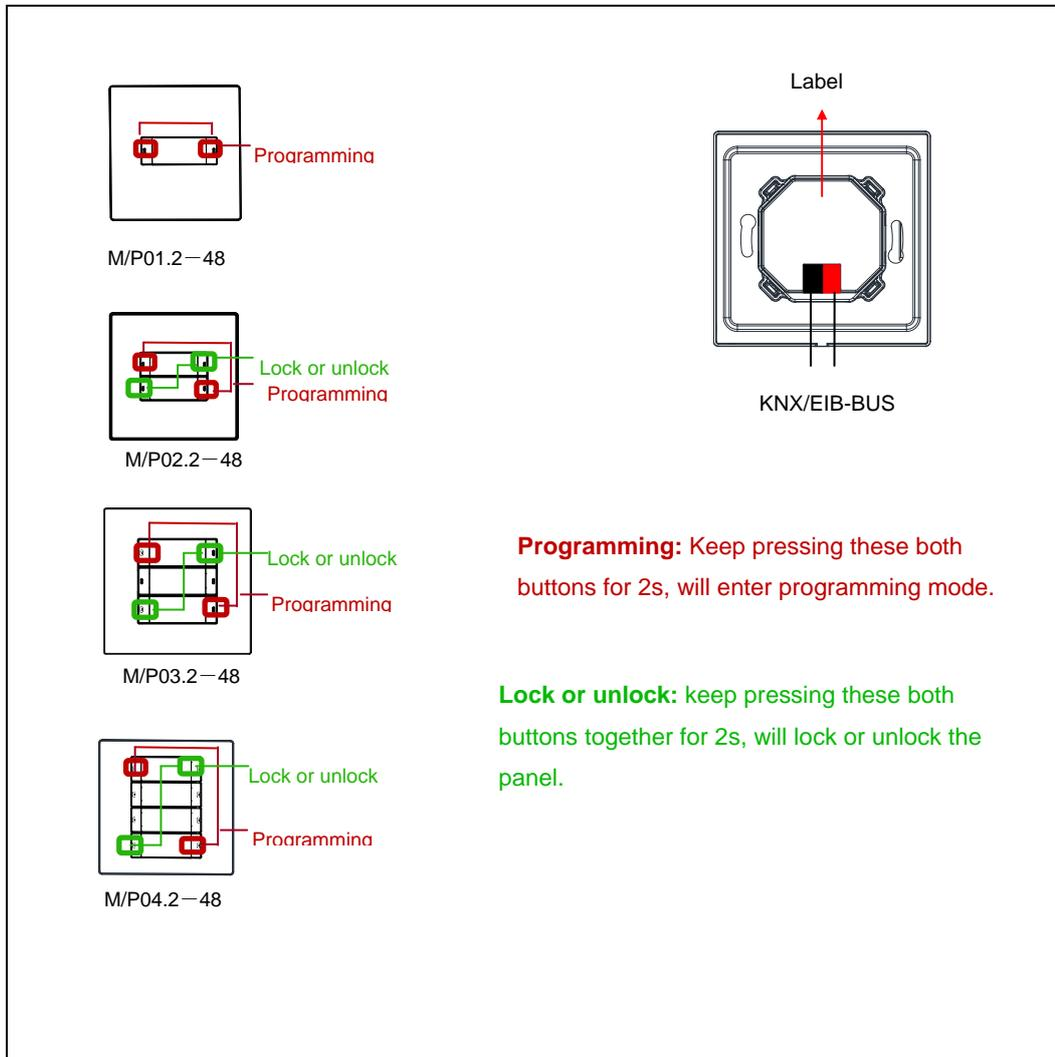 Programming
M/P01.2－48
Lock or unlock
Programming
M/P02.2－48
Lock or unlock
Programming
M/P03.2－48
Lock or unlock
Programming
M/P04.2－48
Label
KNX/EIB-BUS
Programming: Keep pressing these both
buttons for 2s, will enter programming mode.
Lock or unlock: keep pressing these both
buttons together for 2s, will lock or unlock the
panel.